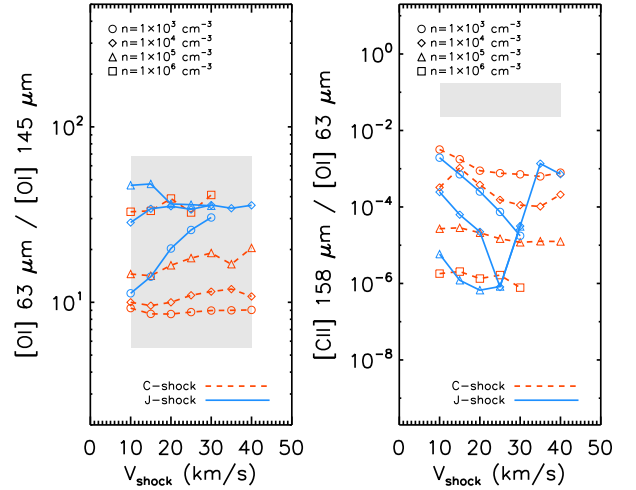 [OI] 63 μm / [OI] 145 μm
10²
10¹
n=1×10³ cm⁻³
n=1×10⁴ cm⁻³
n=1×10⁵ cm⁻³
n=1×10⁶ cm⁻³
C-shock
J-shock
0 10 20 30 40 50
V_shock (km/s)
[CII] 158 μm / [OI] 63 μm
10⁰
10⁻²
10⁻⁴
10⁻⁶
10⁻⁸
n=1×10³ cm⁻³
n=1×10⁴ cm⁻³
n=1×10⁵ cm⁻³
n=1×10⁶ cm⁻³
C-shock
J-shock
0 10 20 30 40 50
V_shock (km/s)